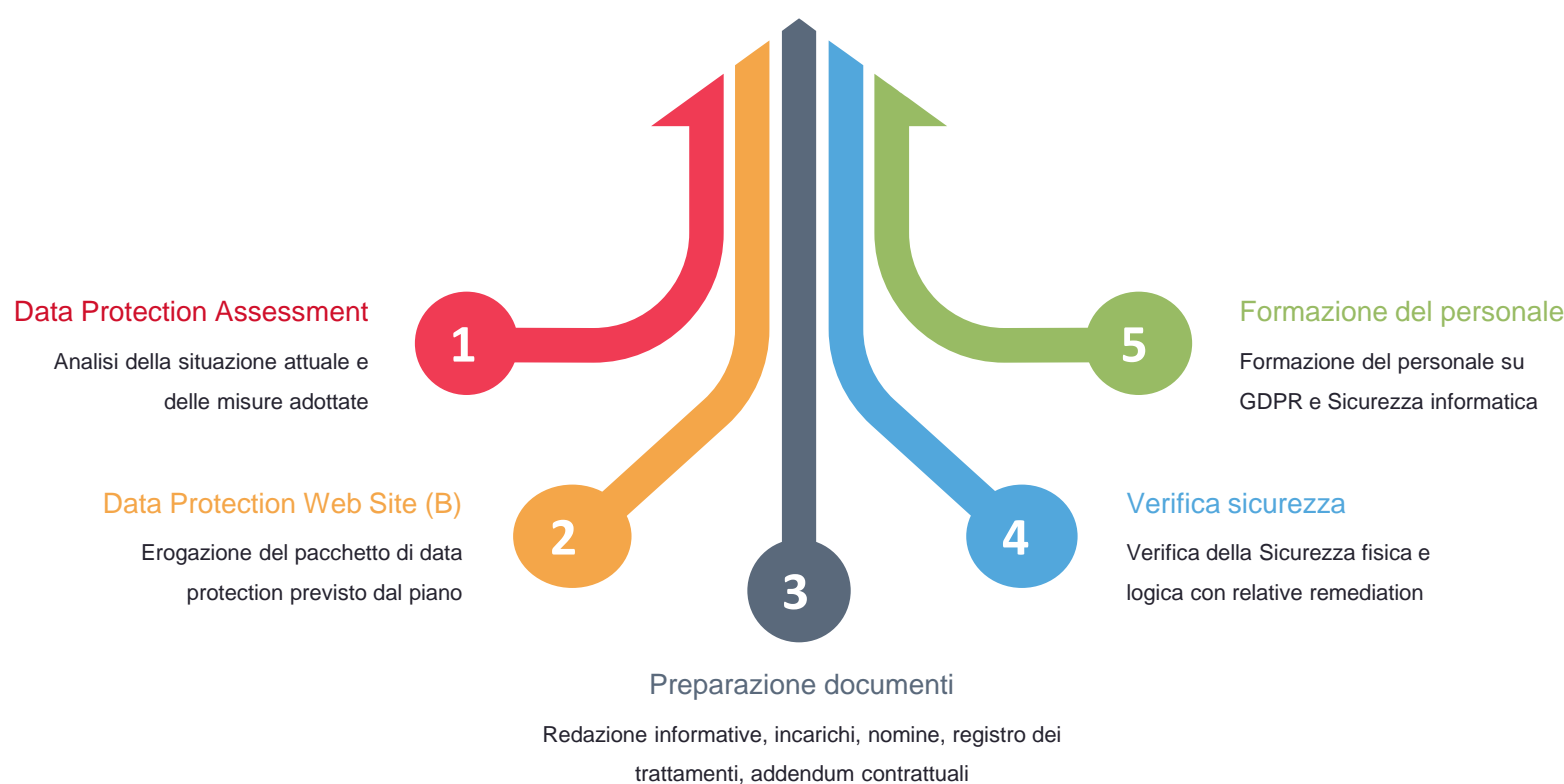 1
Data Protection Assessment
Analisi della situazione attuale e
delle misure adottate
2
Data Protection Web Site (B)
Erogazione del pacchetto di data
protection previsto dal piano
3
Preparazione documenti
Redazione informative, incarichi, nomine, registro dei
trattamenti, addendum contrattuali
4
Verifica sicurezza
Verifica della Sicurezza fisica e
logica con relative remediation
5
Formazione del personale
Formazione del personale su
GDPR e Sicurezza informatica